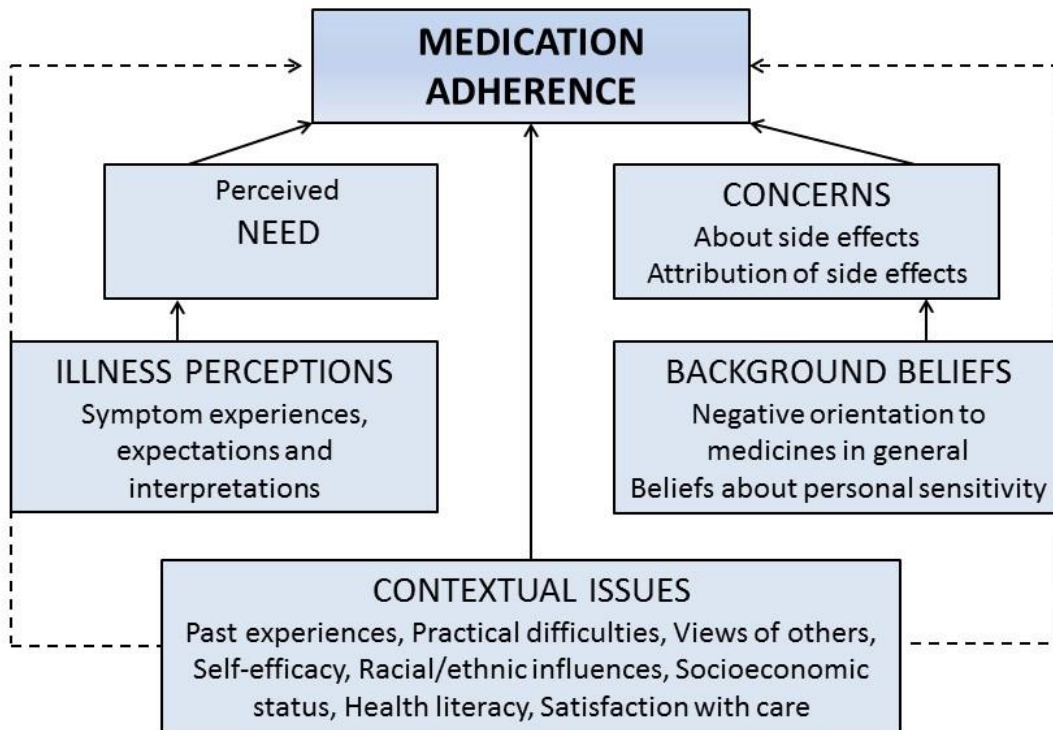 MEDICATION
ADHERENCE
Perceived
NEED
CONCERNS
About side effects
Attribution of side effects
ILLNESS PERCEPTIONS
Symptom experiences,
expectations and
interpretations
BACKGROUND BELIEFS
Negative orientation to
medicines in general
Beliefs about personal sensitivity
CONTEXTUAL ISSUES
Past experiences, Practical difficulties, Views of others,
Self-efficacy, Racial/ethnic influences, Socioeconomic
status, Health literacy, Satisfaction with care